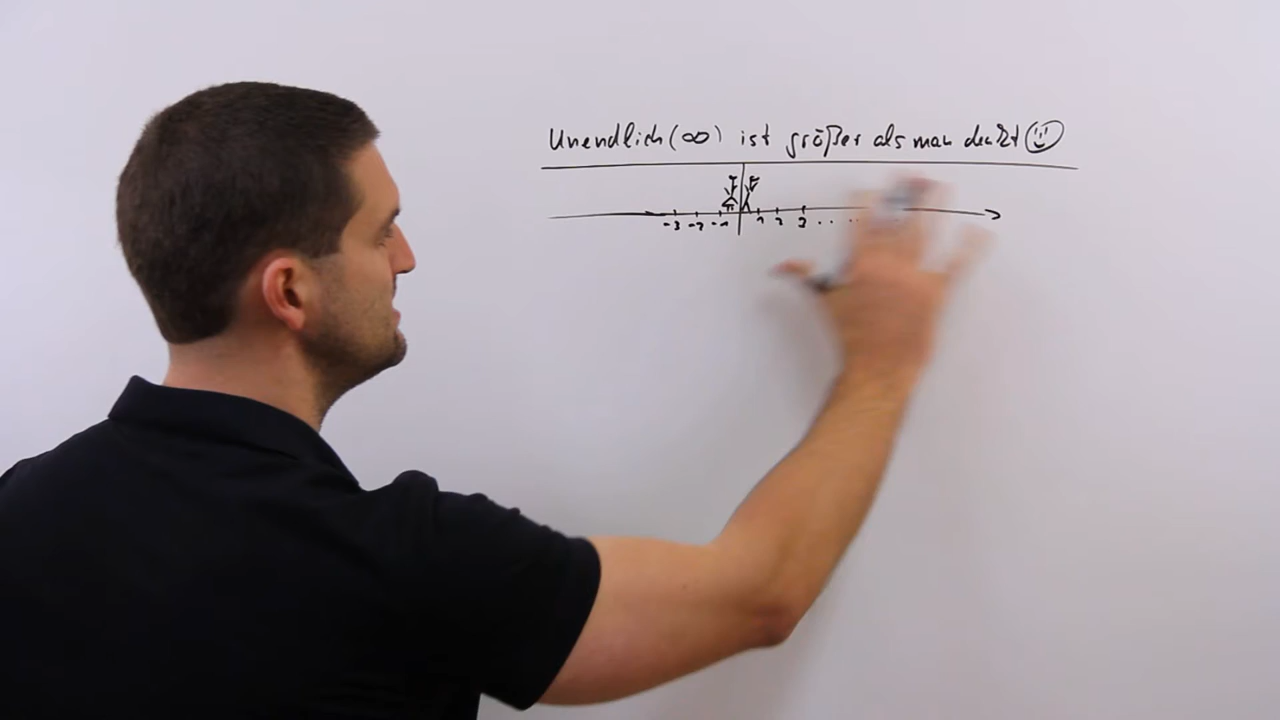 Unendlich (∞) ist größer als man denkt
-3 -2 -1 1 2 3 ....